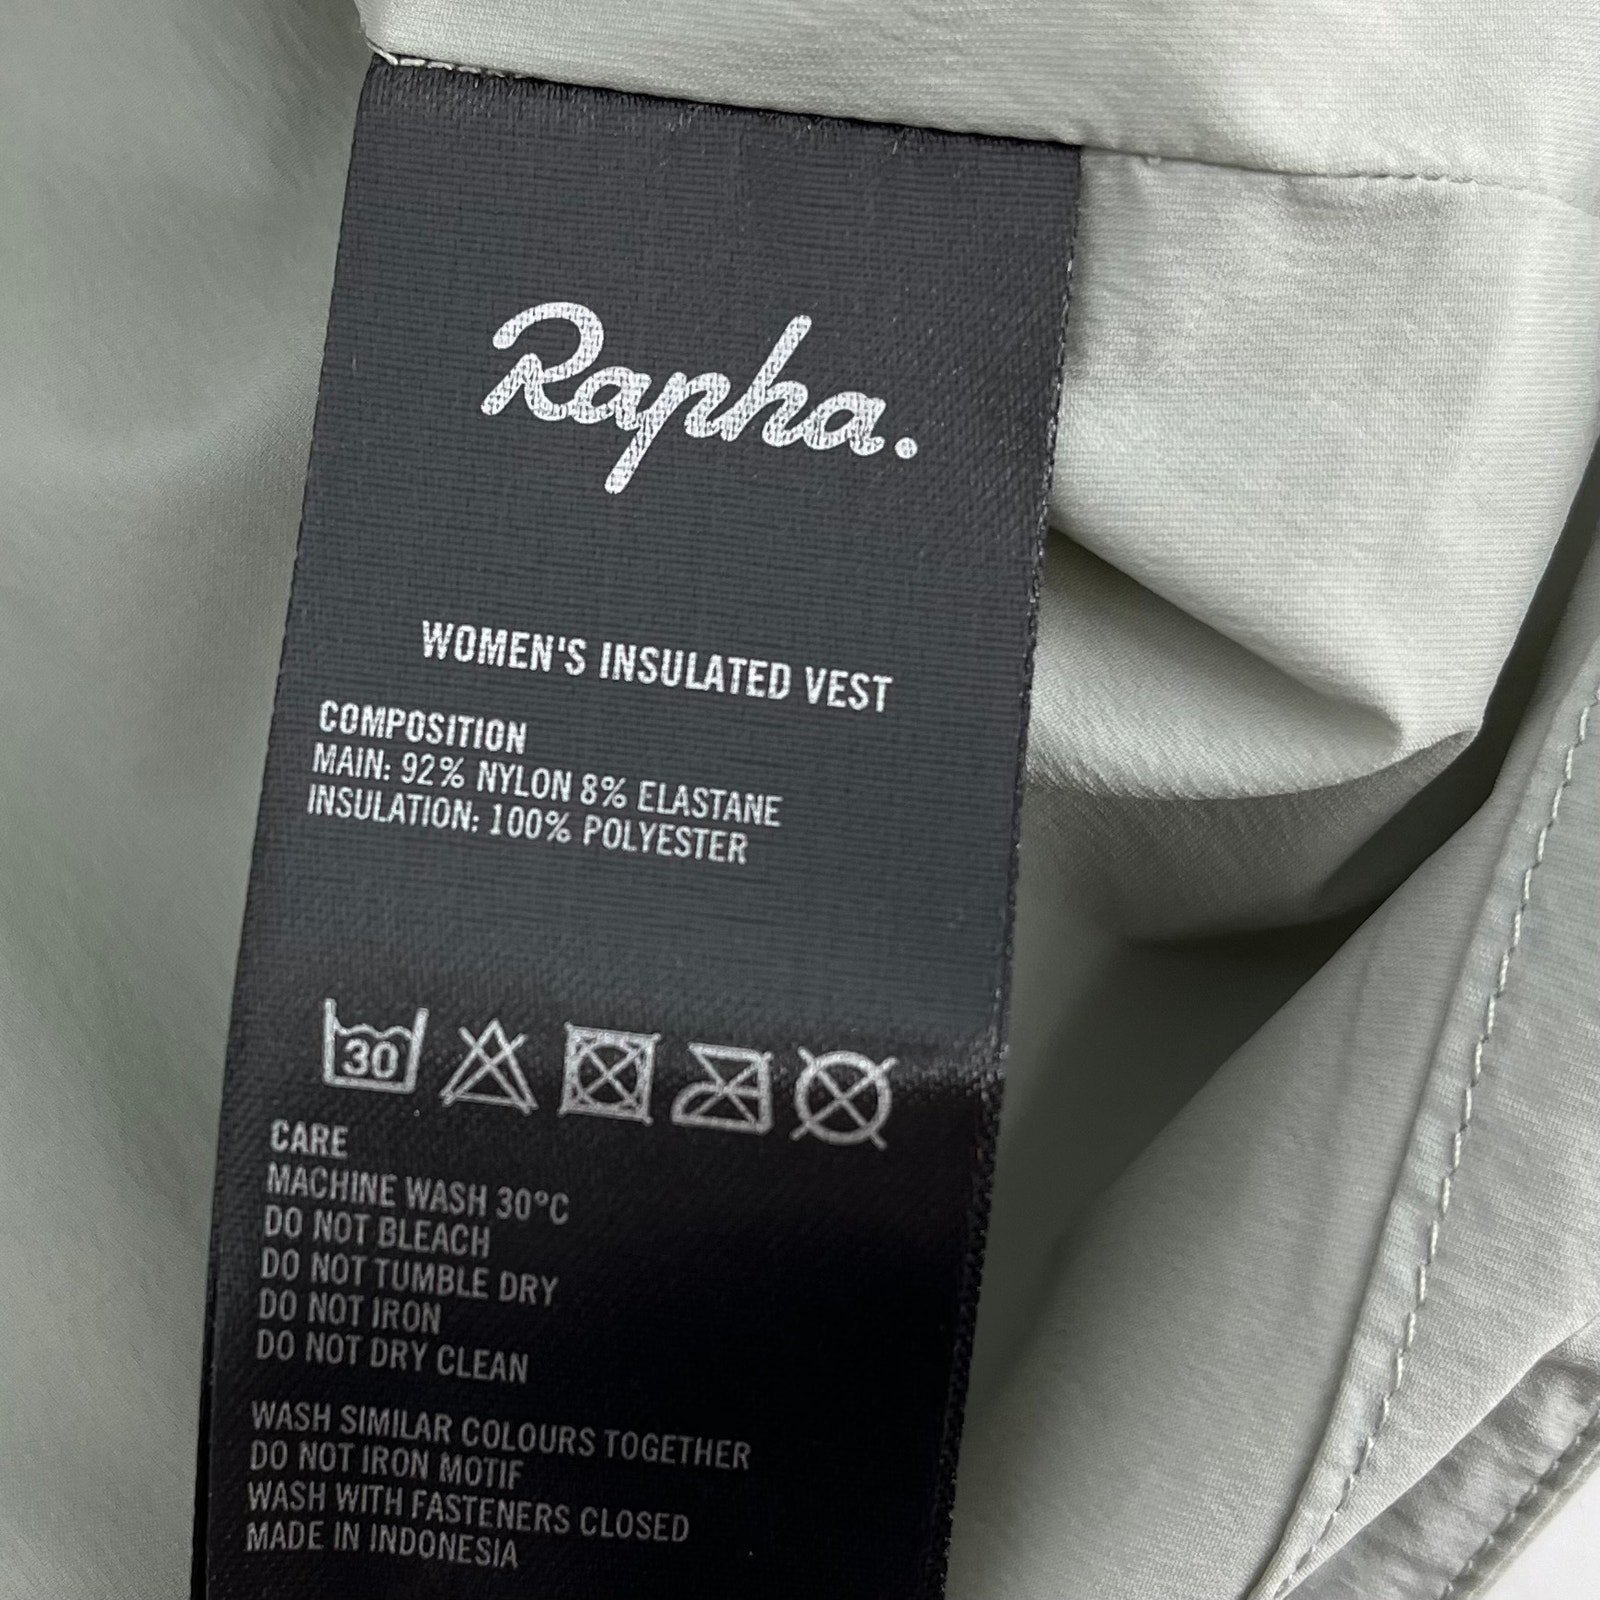 Rapha.
WOMEN'S INSULATED VEST
COMPOSITION
MAIN: 92% NYLON 8% ELASTANE
INSULATION: 100% POLYESTER
30
CARE
MACHINE WASH 30°C
DO NOT BLEACH
DO NOT TUMBLE DRY
DO NOT IRON
DO NOT DRY CLEAN
WASH SIMILAR COLOURS TOGETHER
DO NOT IRON MOTIF
WASH WITH FASTENERS CLOSED
MADE IN INDONESIA